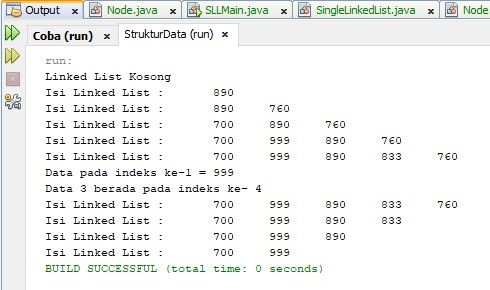 Output × Node.java × SLLMain.java × SingleLinkedList.java × Node
Coba (run) × StrukturData (run) ×
run:
Linked List Kosong
Isi Linked List : 890
Isi Linked List : 890 760
Isi Linked List : 700 890 760
Isi Linked List : 700 999 890 760
Isi Linked List : 700 999 890 833 760
Data pada indeks ke-1 = 999
Data 3 berada pada indeks ke- 4
Isi Linked List : 700 999 890 833 760
Isi Linked List : 700 999 890 833
Isi Linked List : 700 999 890
Isi Linked List : 700 999
BUILD SUCCESSFUL (total time: 0 seconds)